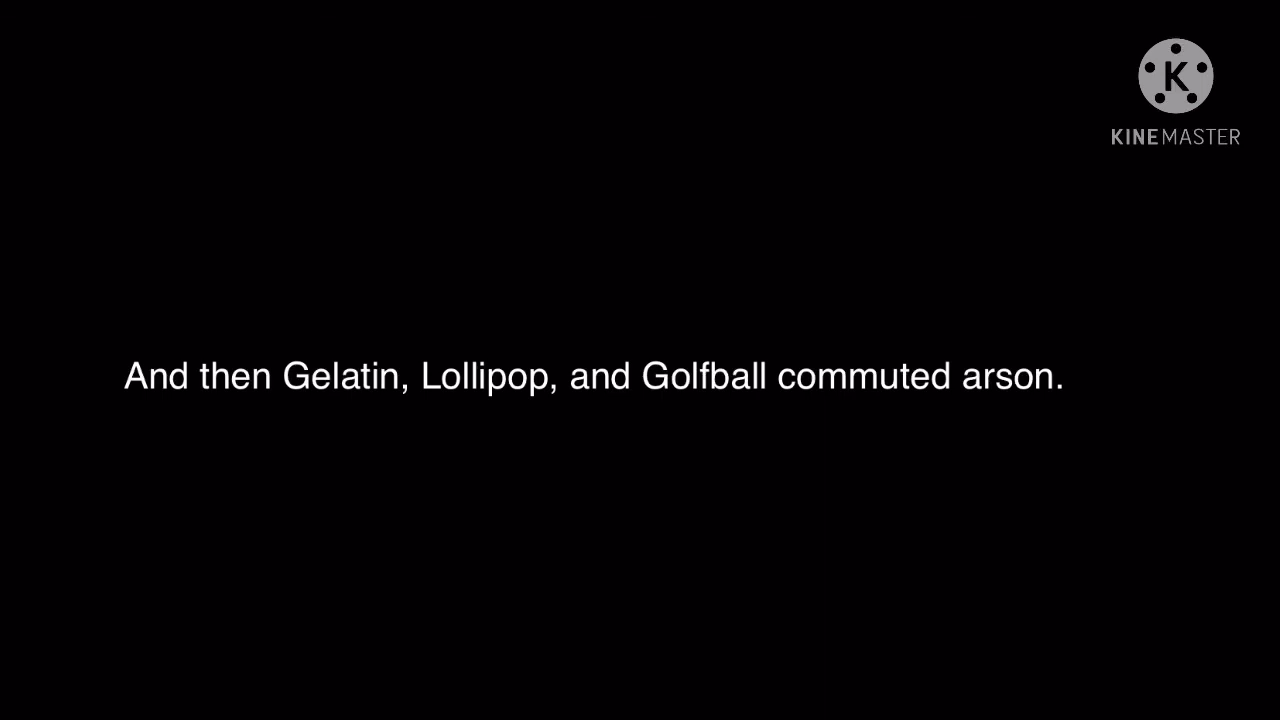 K
KINEMASTER
And then Gelatin, Lollipop, and Golfball commuted arson.